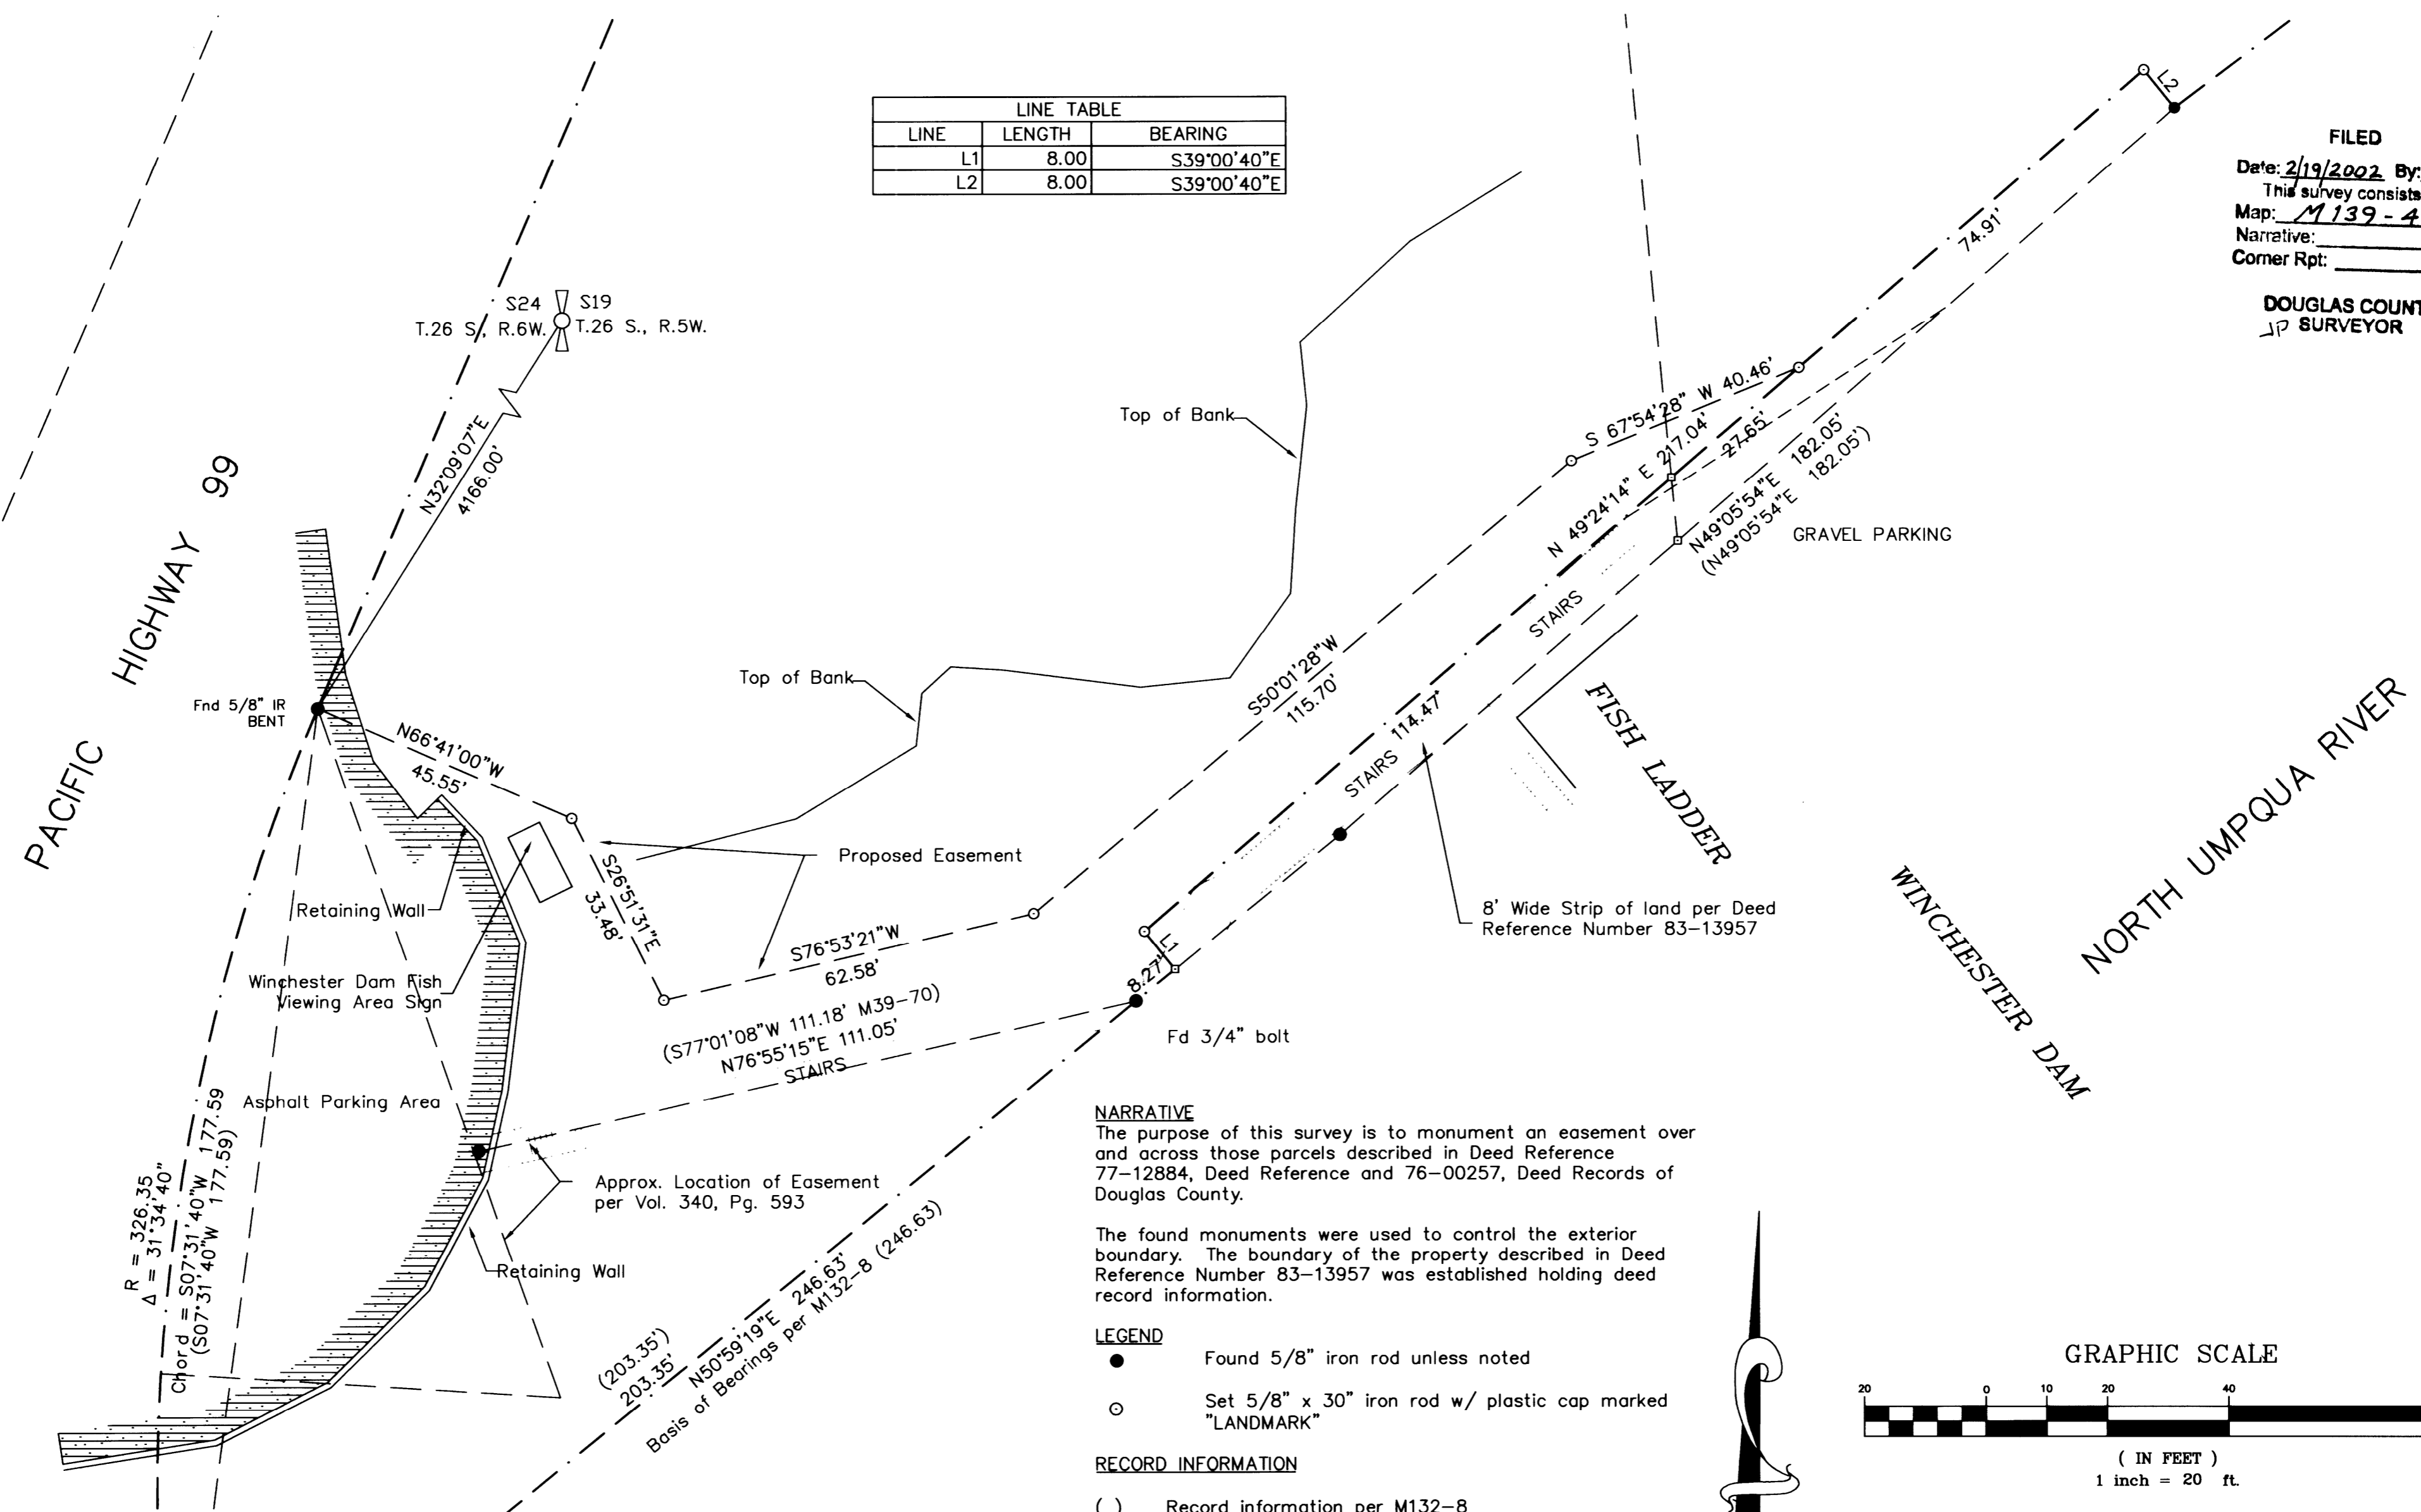 LINE TABLE
LINE LENGTH BEARING
L1 8.00 S39°00'40"E
L2 8.00 S39°00'40"E
L2
FILED
Date: 2/19/2002 By:
This survey consists
Map: M139-4
Narrative:
Corner Rpt:
DOUGLAS COUNT
JP SURVEYOR
74.91'
S24 S19
T.26 S., R.6W. T.26 S., R.5W.
N32°09'07"E
4166.00'
PACIFIC HIGHWAY 99
Top of Bank
S 67°54'28" W 40.46'
N 49°24'14" E 217.04'
27.65'
N49°05'54"E 182.05'
(N49°05'54"E 182.05')
GRAVEL PARKING
STAIRS
Fnd 5/8" IR
BENT
N66°41'00"W
45.55'
Top of Bank
S50°01'28"W
115.70'
STAIRS 114.47'
FISH LADDER
WINCHESTER DAM
NORTH UMPQUA RIVER
Proposed Easement
S26°51'31"E
33.48'
Retaining Wall
8' Wide Strip of land per Deed
Reference Number 83-13957
S76°53'21"W
62.58'
L1
8.27'
Winchester Dam Fish
Viewing Area Sign
(S77°01'08"W 111.18' M39-70)
N76°55'15"E 111.05'
STAIRS
Fd 3/4" bolt
Asphalt Parking Area
R = 326.35
Δ = 31°34'40"
Chord = S07°31'40"W 177.59
(S07°31'40"W 177.59)
Approx. Location of Easement
per Vol. 340, Pg. 593
Retaining Wall
(203.35')
203.35'
N50°59'19"E 246.63'
Basis of Bearings per M132-8 (246.63)
NARRATIVE
The purpose of this survey is to monument an easement over
and across those parcels described in Deed Reference
77-12884, Deed Reference and 76-00257, Deed Records of
Douglas County.
The found monuments were used to control the exterior
boundary. The boundary of the property described in Deed
Reference Number 83-13957 was established holding deed
record information.
LEGEND
Found 5/8" iron rod unless noted
Set 5/8" x 30" iron rod w/ plastic cap marked
"LANDMARK"
RECORD INFORMATION
( ) Record information per M132-8
GRAPHIC SCALE
20 0 10 20 40
( IN FEET )
1 inch = 20 ft.